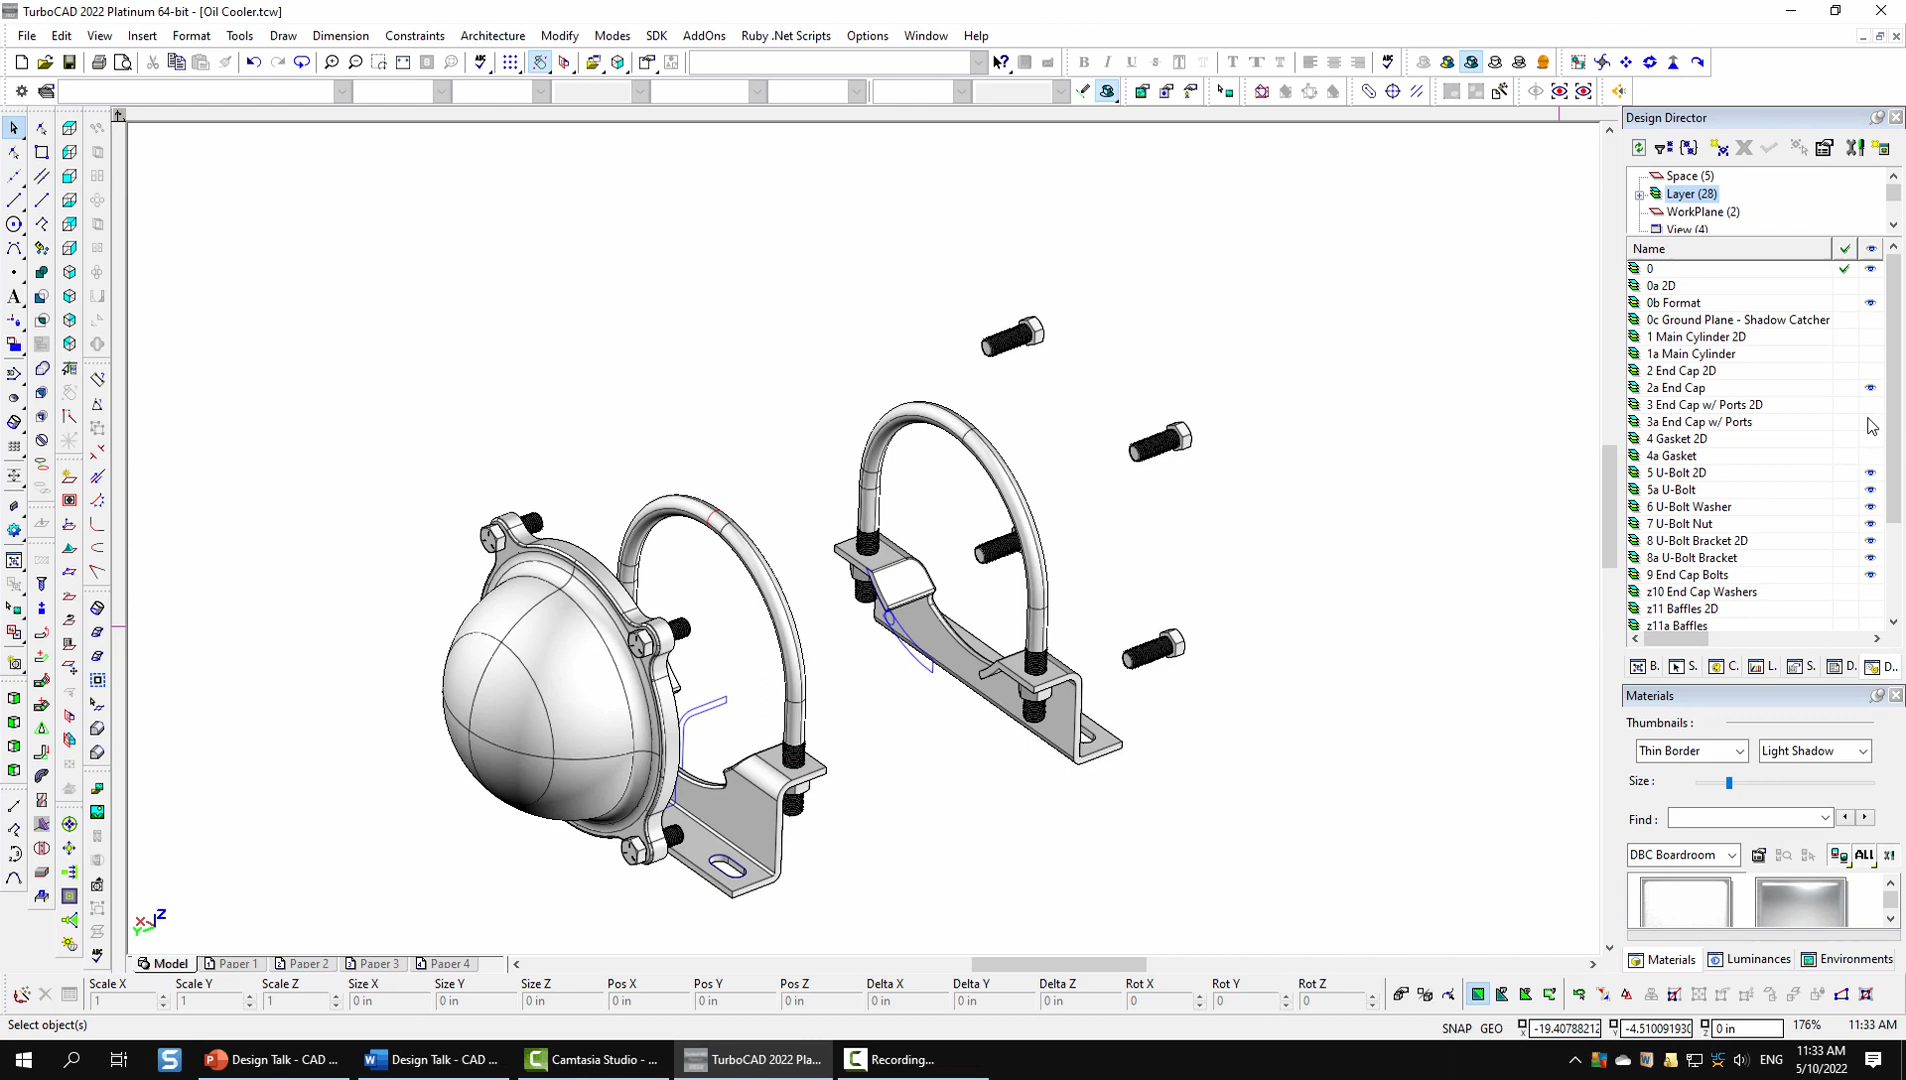 TurboCAD 2022 Platinum 64-bit - [Oil Cooler.tcw]
File Edit View Insert Format Tools Draw Dimension Constraints Architecture Modify Modes SDK AddOns Ruby .Net Scripts Options Window Help
Design Director
Space (5)
Layer (28)
WorkPlane (2)
View (4)
Name
0
0a 2D
0b Format
0c Ground Plane - Shadow Catcher
1 Main Cylinder 2D
1a Main Cylinder
2 End Cap 2D
2a End Cap
3 End Cap w/ Ports 2D
3a End Cap w/ Ports
4 Gasket 2D
4a Gasket
5 U-Bolt 2D
5a U-Bolt
6 U-Bolt Washer
7 U-Bolt Nut
8 U-Bolt Bracket 2D
8a U-Bolt Bracket
9 End Cap Bolts
z10 End Cap Washers
z11 Baffles 2D
z11a Baffles
B. S. C. L. S. D. D..
Materials
Thumbnails :
Thin Border Light Shadow
Size :
Find :
DBC Boardroom ALL
Materials Luminances Environments
X Y Z
Model Paper 1 Paper 2 Paper 3 Paper 4
Scale X Scale Y Scale Z Size X Size Y Size Z Pos X Pos Y Pos Z Delta X Delta Y Delta Z Rot X Rot Y Rot Z
1 1 1 0 in 0 in 0 in 0 in 0 in 0 in 0 in 0 in 0 in 0 0 0
Select object(s) SNAP GEO -19.40788212 -4.510091930 0 in 176% 11:33 AM
Design Talk - CAD ... Design Talk - CAD ... Camtasia Studio - ... TurboCAD 2022 Pla... Recording... ENG 11:33 AM
5/10/2022